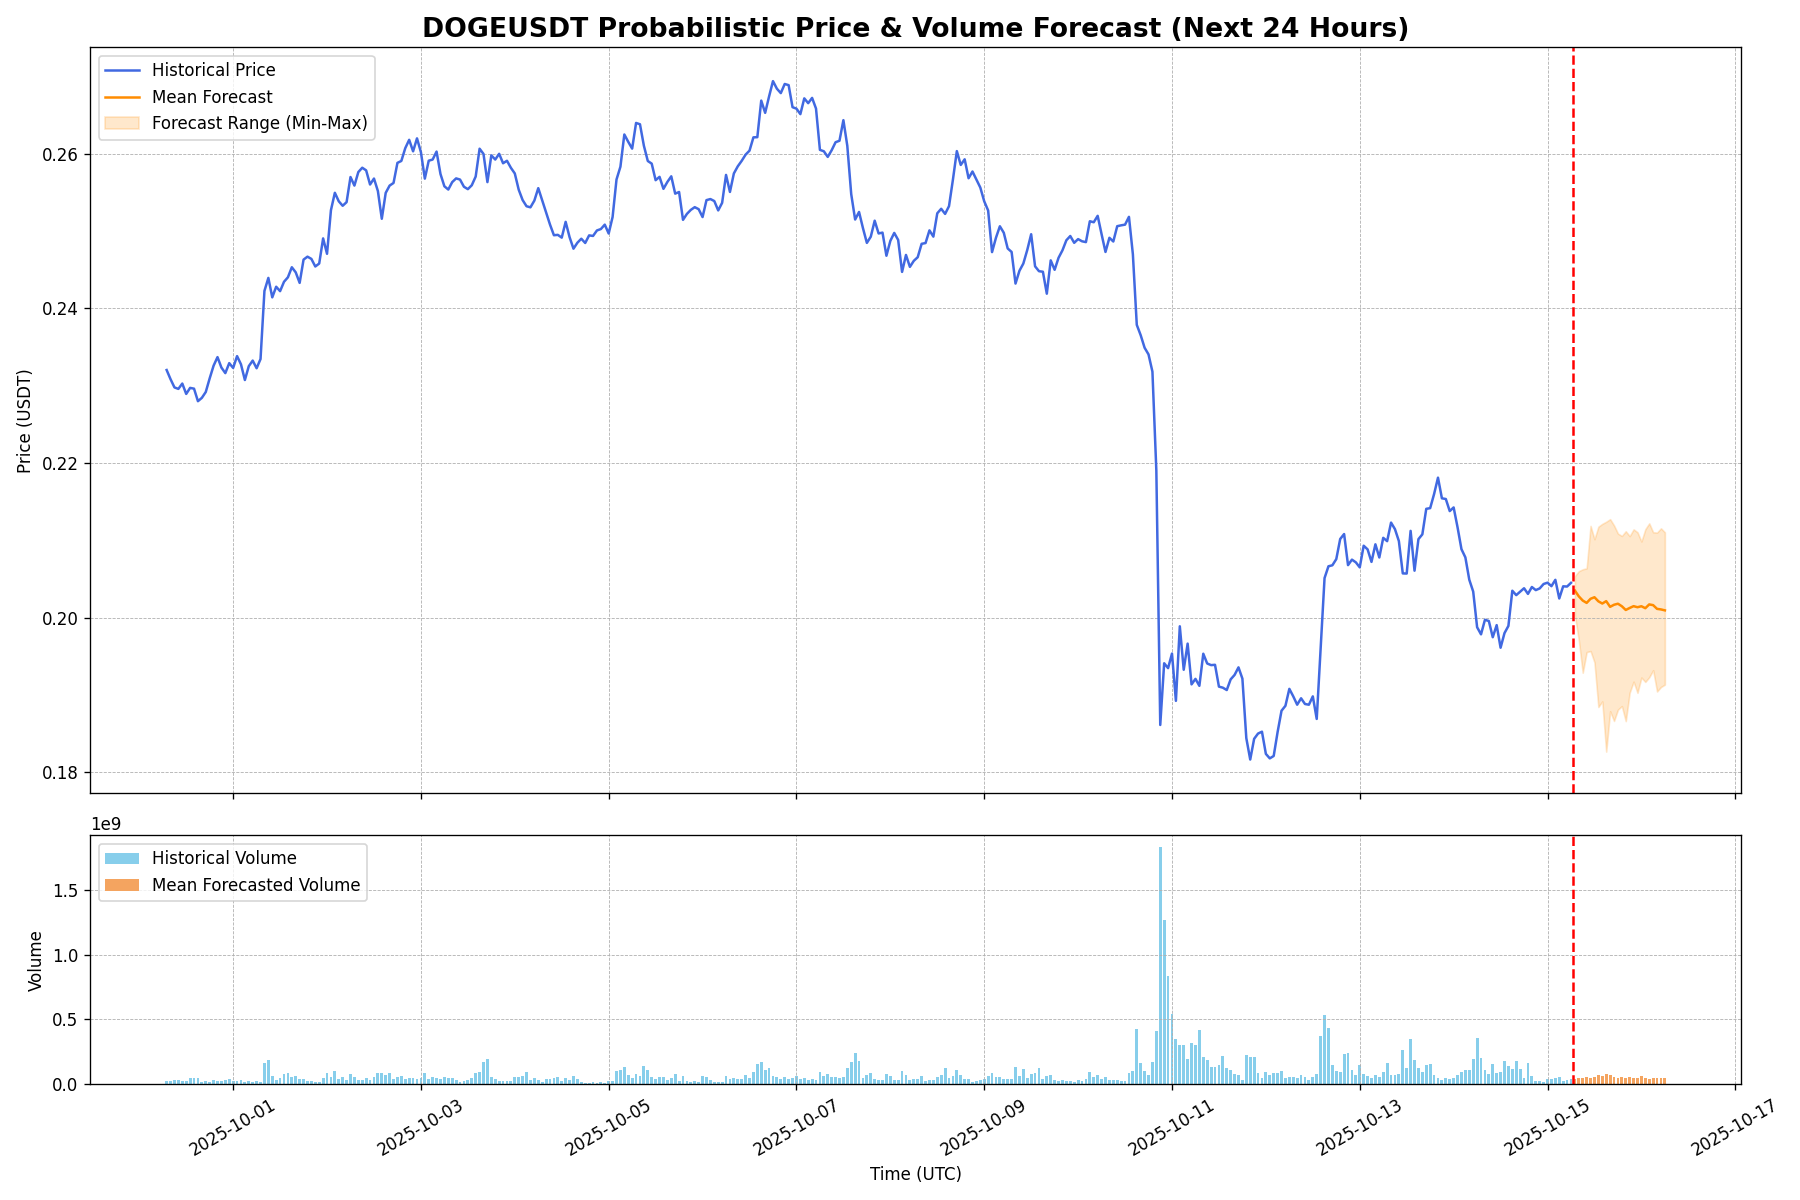 DOGEUSDT Probabilistic Price & Volume Forecast (Next 24 Hours)
Historical Price
Mean Forecast
Forecast Range (Min-Max)
Price (USDT)
0.26
0.24
0.22
0.20
0.18
1e9
Historical Volume
Mean Forecasted Volume
Volume
1.5
1.0
0.5
0.0
2025-10-01
2025-10-03
2025-10-05
2025-10-07
2025-10-09
2025-10-11
2025-10-13
2025-10-15
2025-10-17
Time (UTC)